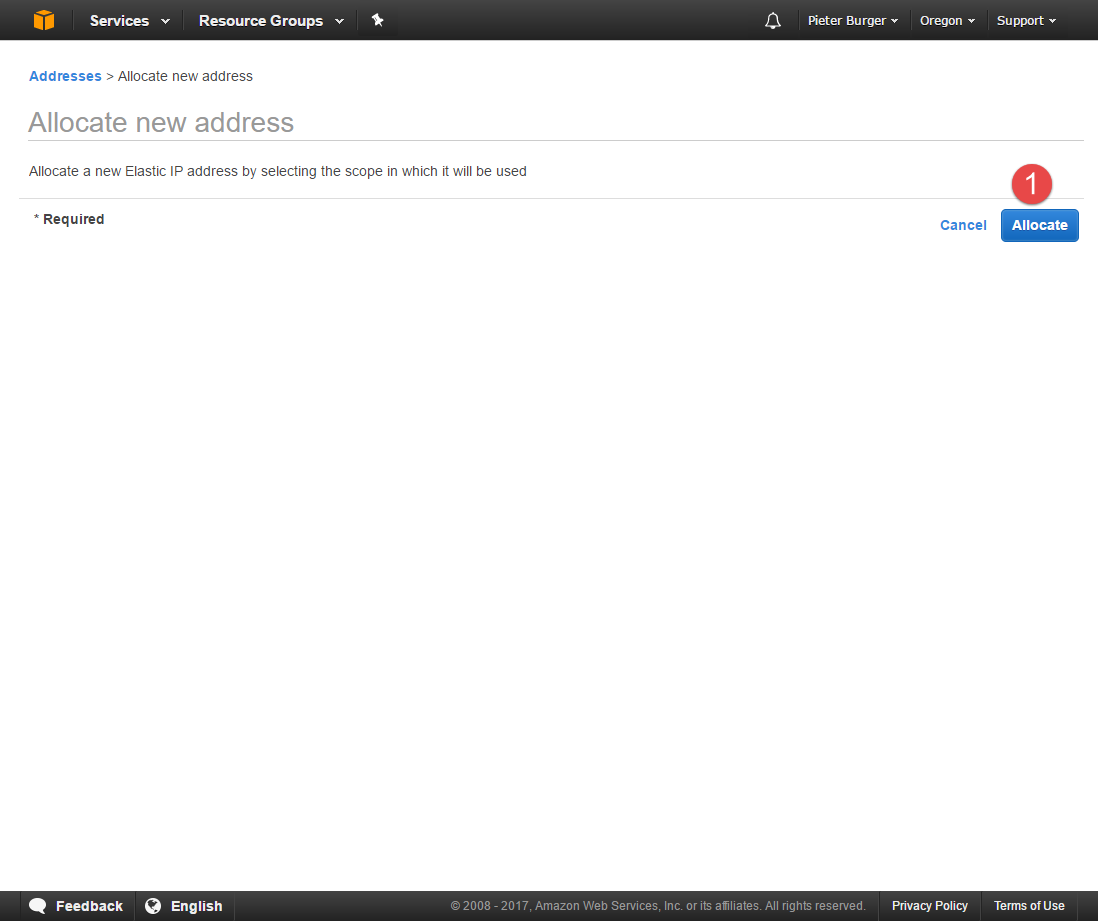 Services Resource Groups Pieter Burger Oregon Support
Addresses > Allocate new address
Allocate new address
Allocate a new Elastic IP address by selecting the scope in which it will be used
1
* Required
Cancel Allocate
Feedback English © 2008 - 2017, Amazon Web Services, Inc. or its affiliates. All rights reserved. Privacy Policy Terms of Use